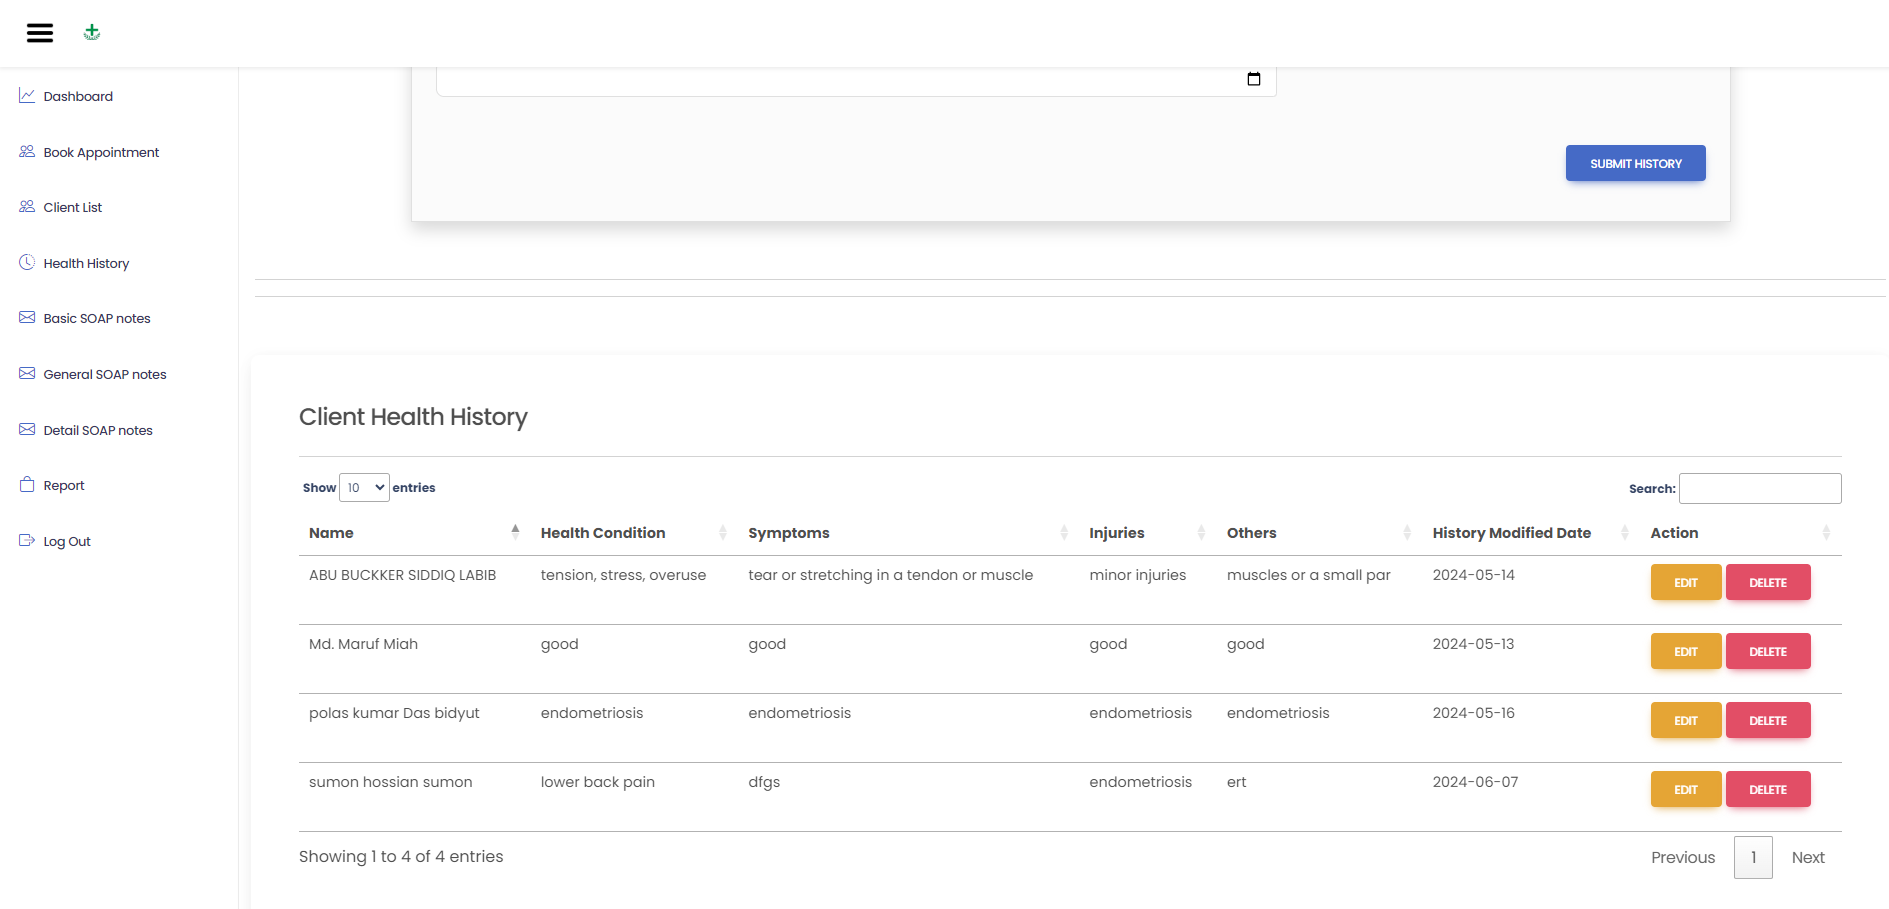 Dashboard
Book Appointment
Client List
Health History
Basic SOAP notes
General SOAP notes
Detail SOAP notes
Report
Log Out
SUBMIT HISTORY
Client Health History
Show 10 entries
Search:
Name Health Condition Symptoms Injuries Others History Modified Date Action
ABU BUCKKER SIDDIQ LABIB tension, stress, overuse tear or stretching in a tendon or muscle minor injuries muscles or a small par 2024-05-14 EDIT DELETE
Md. Maruf Miah good good good good 2024-05-13 EDIT DELETE
polas kumar Das bidyut endometriosis endometriosis endometriosis endometriosis 2024-05-16 EDIT DELETE
sumon hossian sumon lower back pain dfgs endometriosis ert 2024-06-07 EDIT DELETE
Showing 1 to 4 of 4 entries
Previous 1 Next